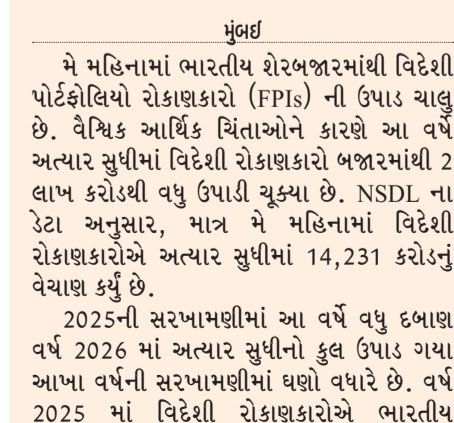 મુંબઈ
મે મહિનામાં ભારતીય શેરબજારમાંથી વિદેશી
પોર્ટફોલિયો રોકાણકારો (FPIs) ની ઉપાડ ચાલુ
છે. વૈશ્વિક આર્થિક ચિંતાઓને કારણે આ વર્ષે
અત્યાર સુધીમાં વિદેશી રોકાણકારો બજારમાંથી 2
લાખ કરોડથી વધુ ઉપાડી ચૂક્યા છે. NSDL ના
ડેટા અનુસાર, માત્ર મે મહિનામાં વિદેશી
રોકાણકારોએ અત્યાર સુધીમાં 14,231 કરોડનું
વેચાણ કર્યું છે.
2025ની સરખામણીમાં આ વર્ષે વધુ દબાણ
વર્ષ 2026 માં અત્યાર સુધીનો કુલ ઉપાડ ગયા
આખા વર્ષની સરખામણીમાં ઘણો વધારે છે. વર્ષ
2025 માં વિદેશી રોકાણકારોએ ભારતીય